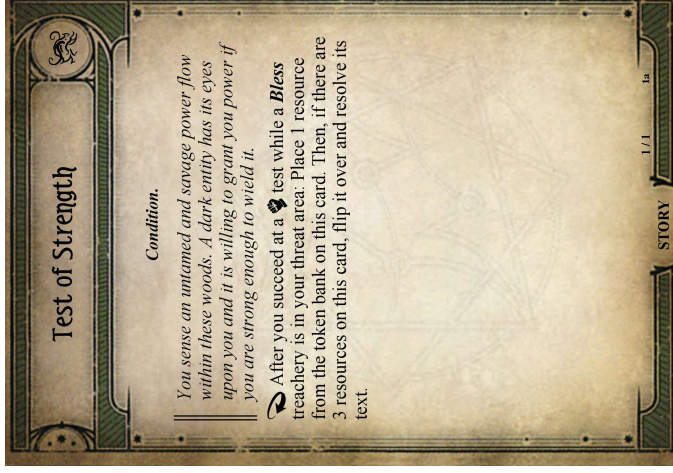 Test of Strength
Condition.
You sense an untamed and savage power flow
within these woods. A dark entity has its eyes
upon you and it is willing to grant you power if
you are strong enough to wield it.
After you succeed at a test while a Bless
treachery is in your threat area: Place 1 resource
from the token bank on this card. Then, if there are
3 resources on this card, flip it over and resolve its
text.
STORY
1 / 1
1a